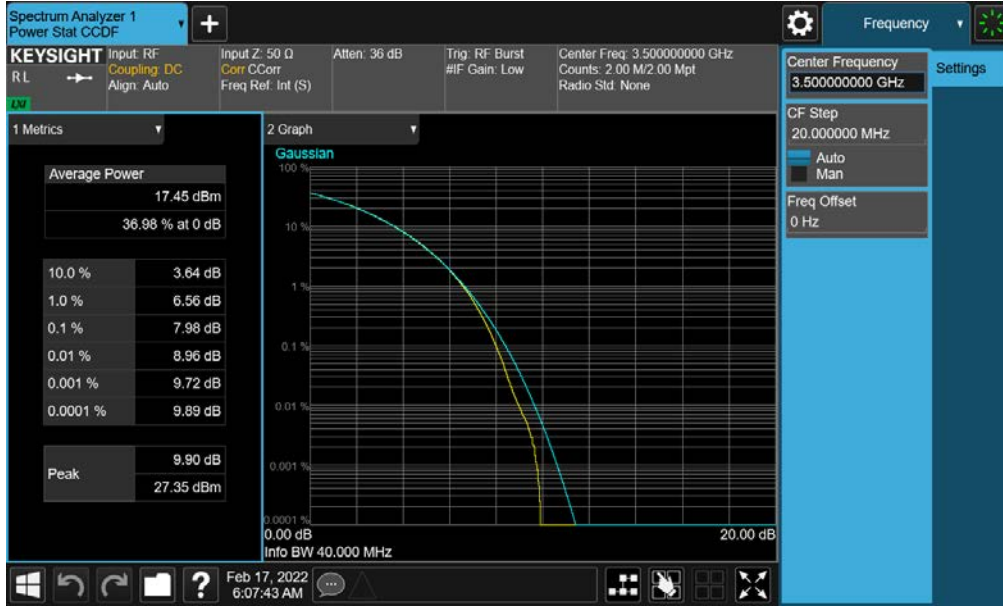 Spectrum Analyzer 1
Power Stat CCDF
Frequency
KEYSIGHT
RL
LXI
Input: RF
Coupling: DC
Align: Auto
Input Z: 50 Ω
Corr CCorr
Freq Ref: Int (S)
Atten: 36 dB
Trig: RF Burst
#IF Gain: Low
Center Freq: 3.500000000 GHz
Counts: 2.00 M/2.00 Mpt
Radio Std: None
Center Frequency
3.500000000 GHz
Settings
CF Step
20.000000 MHz
Auto
Man
Freq Offset
0 Hz
1 Metrics
Average Power
17.45 dBm
36.98 % at 0 dB
10.0 % 3.64 dB
1.0 % 6.56 dB
0.1 % 7.98 dB
0.01 % 8.96 dB
0.001 % 9.72 dB
0.0001 % 9.89 dB
Peak
9.90 dB
27.35 dBm
2 Graph
Gaussian
100 %
10 %
1 %
0.1 %
0.01 %
0.001 %
0.0001 %
0.00 dB 20.00 dB
Info BW 40.000 MHz
?
Feb 17, 2022
6:07:43 AM